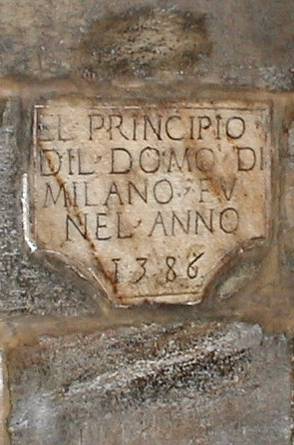 EL PRINCIPIO
DIL·DOMO·DI
MILANO·FV
NEL·ANNO
1386